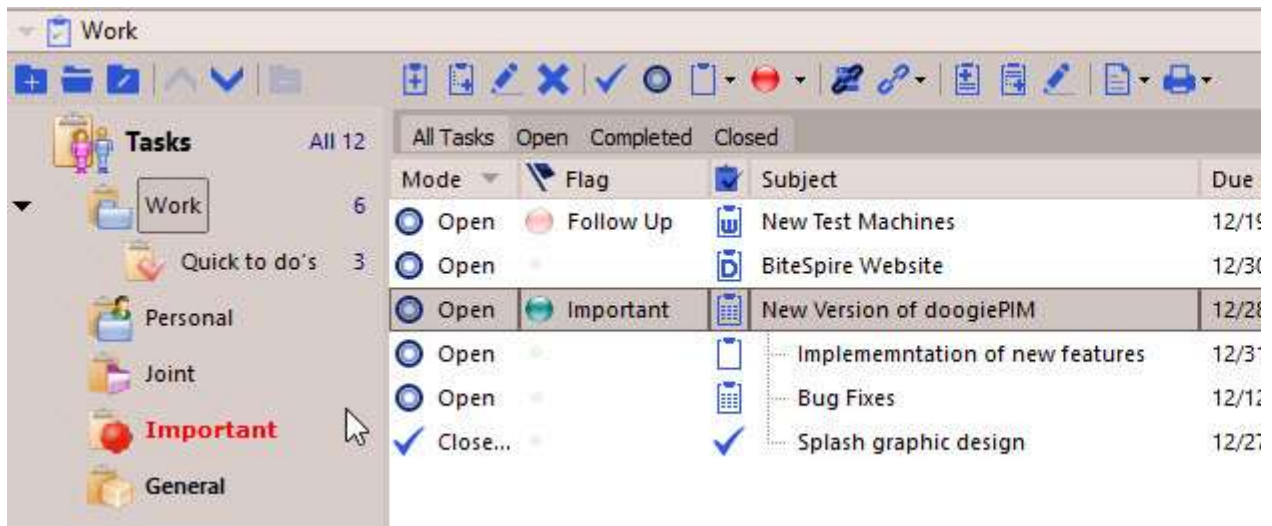 Work
Tasks All 12
Work 6
Quick to do's 3
Personal
Joint
Important
General
All Tasks Open Completed Closed
Mode Flag Subject Due
Open Follow Up W New Test Machines 12/19
Open D BiteSpire Website 12/30
Open Important New Version of doogiePIM 12/28
Open Implememntation of new features 12/31
Open Bug Fixes 12/12
Close... Splash graphic design 12/27